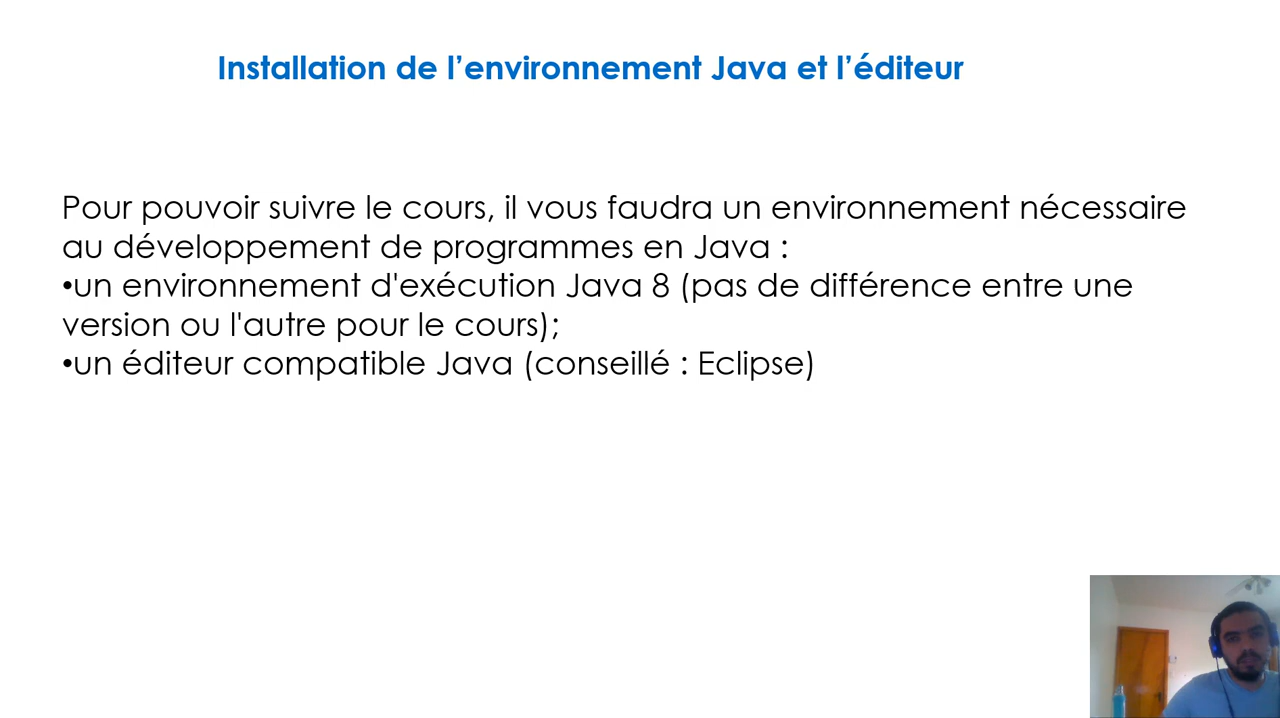 Installation de l’environnement Java et l’éditeur
Pour pouvoir suivre le cours, il vous faudra un environnement nécessaire
au développement de programmes en Java :
•un environnement d'exécution Java 8 (pas de différence entre une
version ou l'autre pour le cours);
•un éditeur compatible Java (conseillé : Eclipse)